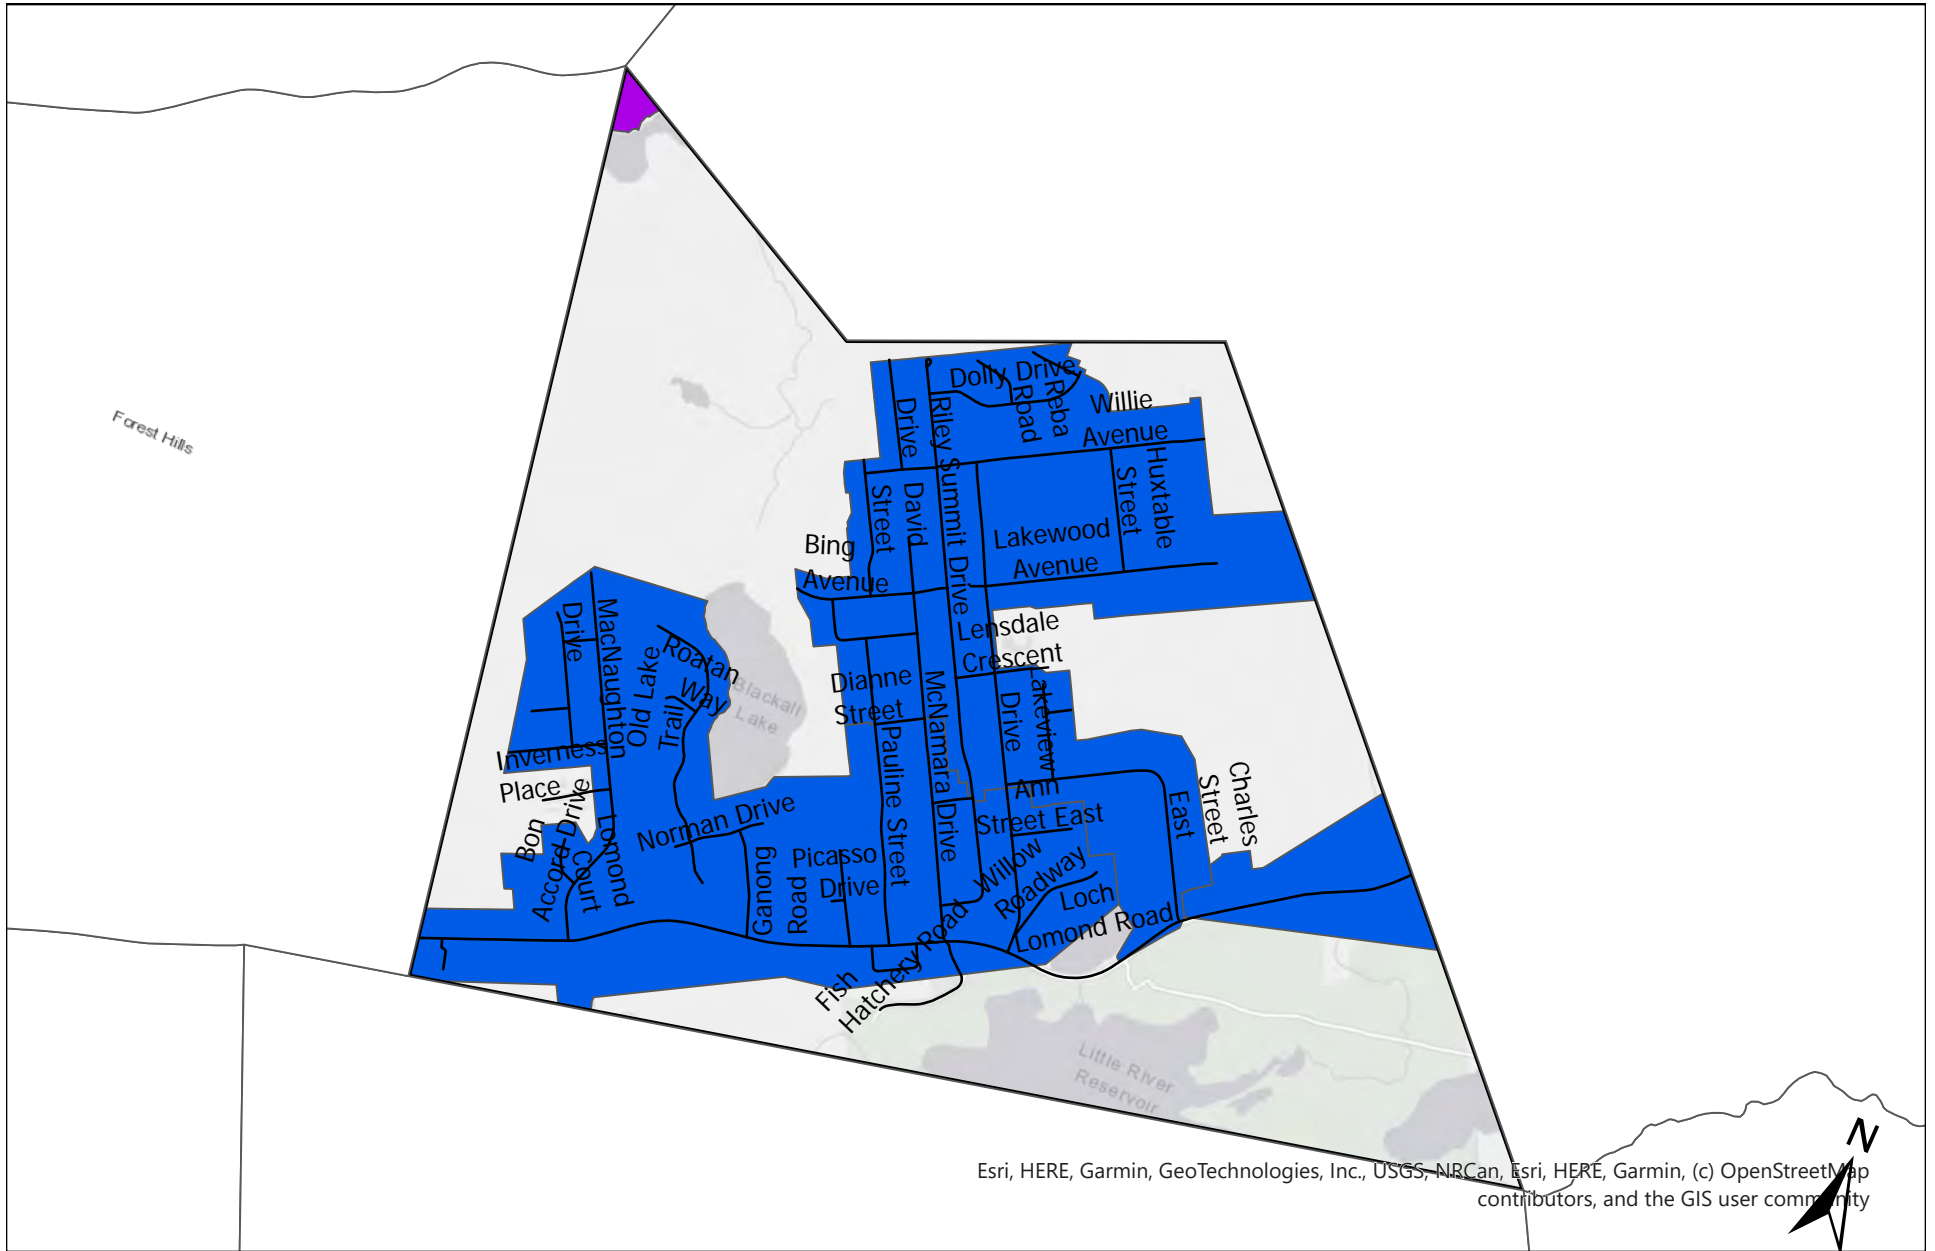 Forest Hills
Dolly Drive
Reba
Road
Willie
Avenue
Huxtable
Street
Riley Summit Drive
Drive
David
Street
Lakewood
Avenue
Bing
Avenue
Lensdale
Crescent
Lakeview
Drive
Dianne
Street
McNamara Drive
Pauline Street
MacNaughton
Drive
Old Lake
Trail
Roatan
Way
Blackall
Lake
Inverness
Place
Bon
Accord Drive
Lomond
Court
Norman Drive
Ganong
Road
Picasso
Drive
Ann
Street East
Charles
Street
East
Willow
Roadway
Loch
Lomond Road
Fish
Hatchery Road
Little River
Reservoir
N
Esri, HERE, Garmin, GeoTechnologies, Inc., USGS, NRCan, Esri, HERE, Garmin, (c) OpenStreetMap
contributors, and the GIS user community